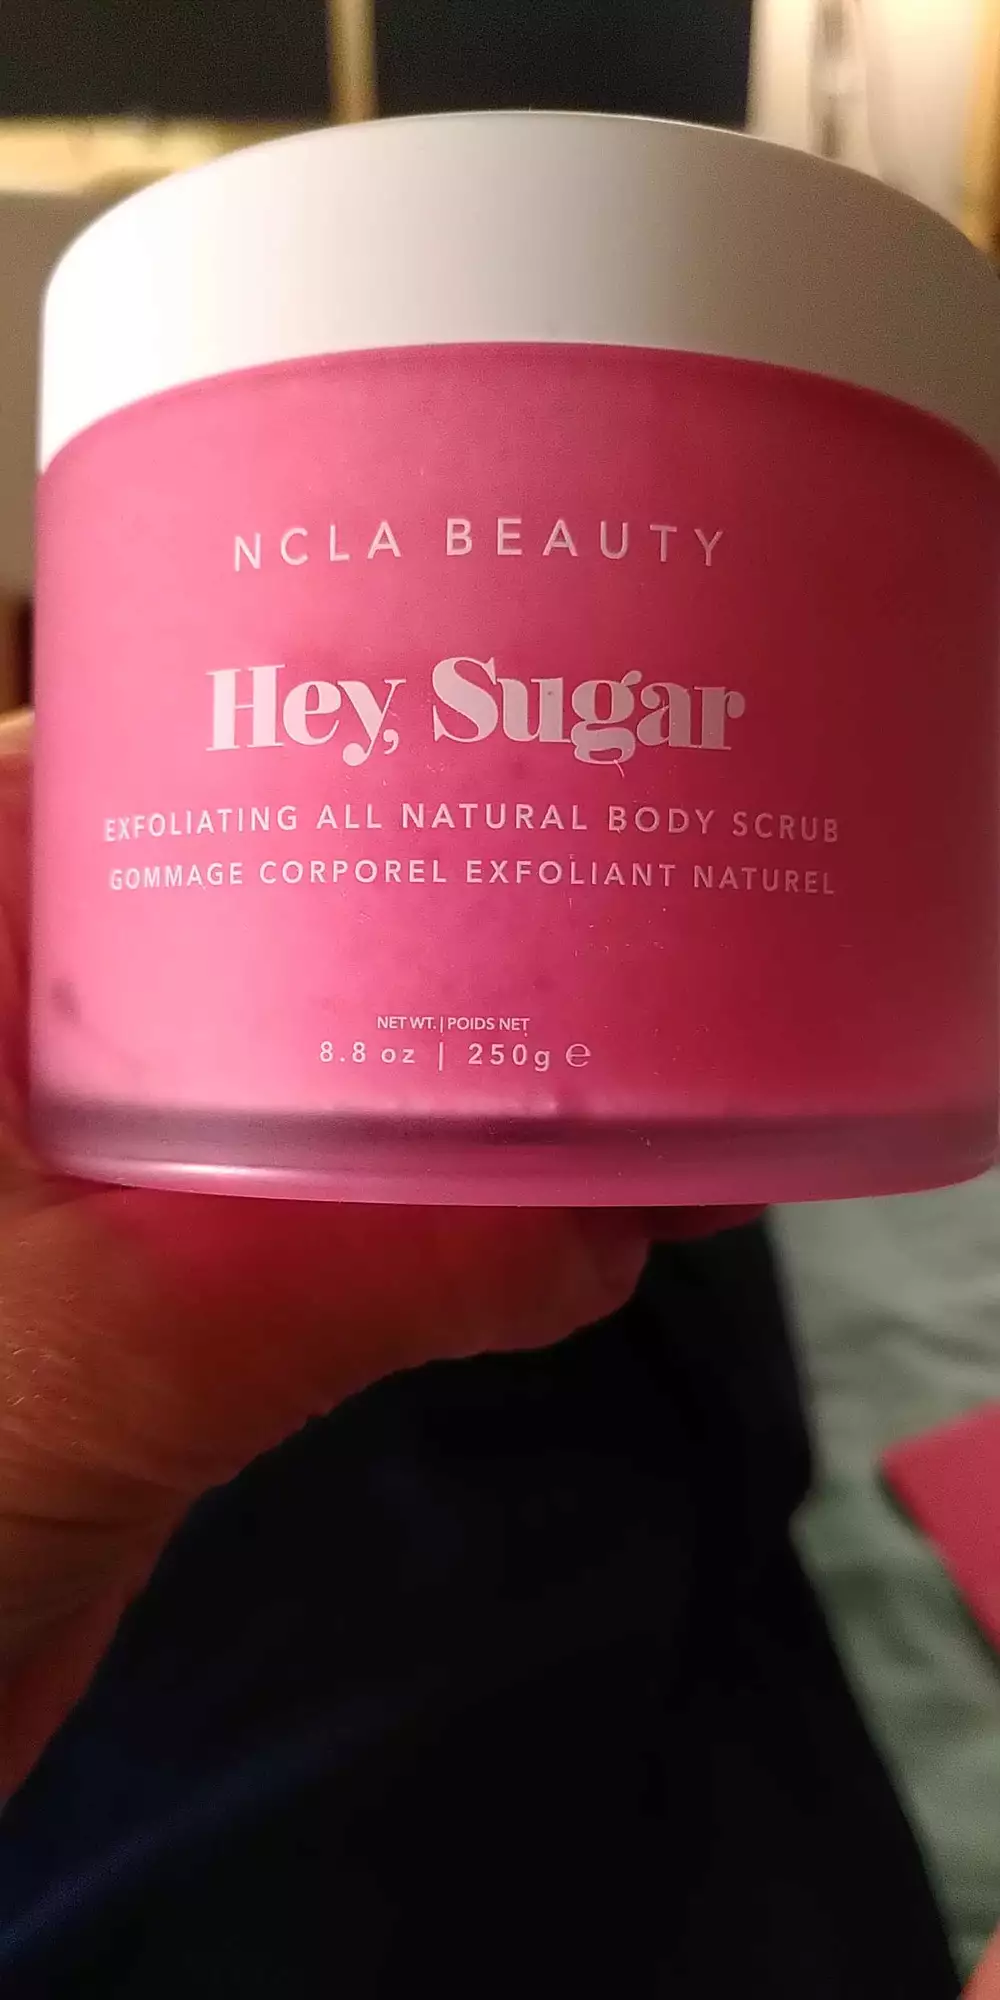 NCLA BEAUTY
Hey, Sugar
EXFOLIATING ALL NATURAL BODY SCRUB
GOMMAGE CORPOREL EXFOLIANT NATUREL
NET WT. | POIDS NET
8.8 oz | 250g ℮